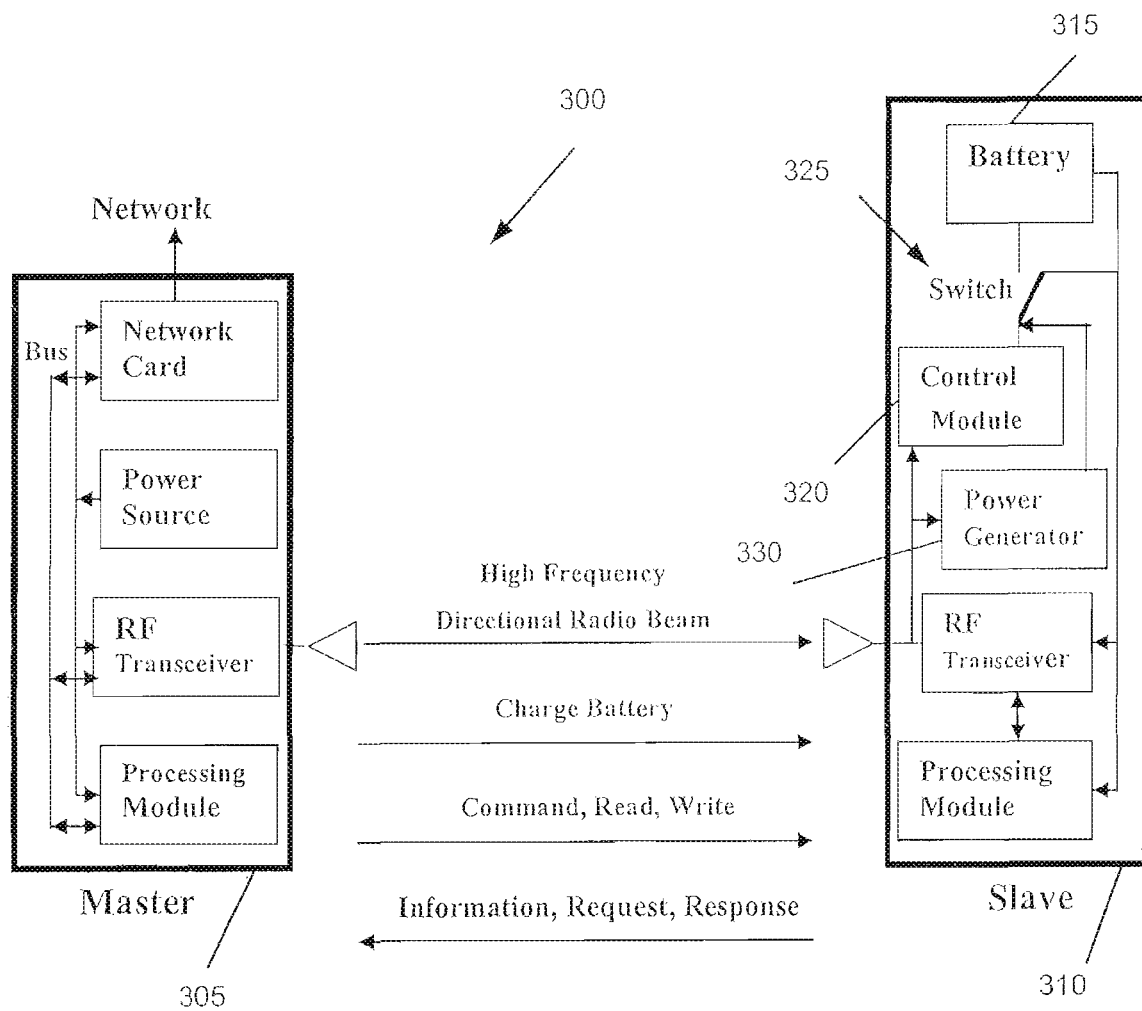 315
300
Battery
325
Network
Switch
Network
Card
Bus
Control
Module
Power
Source
320
Power
Generator
330
High Frequency
Directional Radio Beam
RF
Transceiver
RF
Transceiver
Charge Battery
Processing
Module
Command, Read, Write
Processing
Module
Master
Information, Request, Response
Slave
305
310